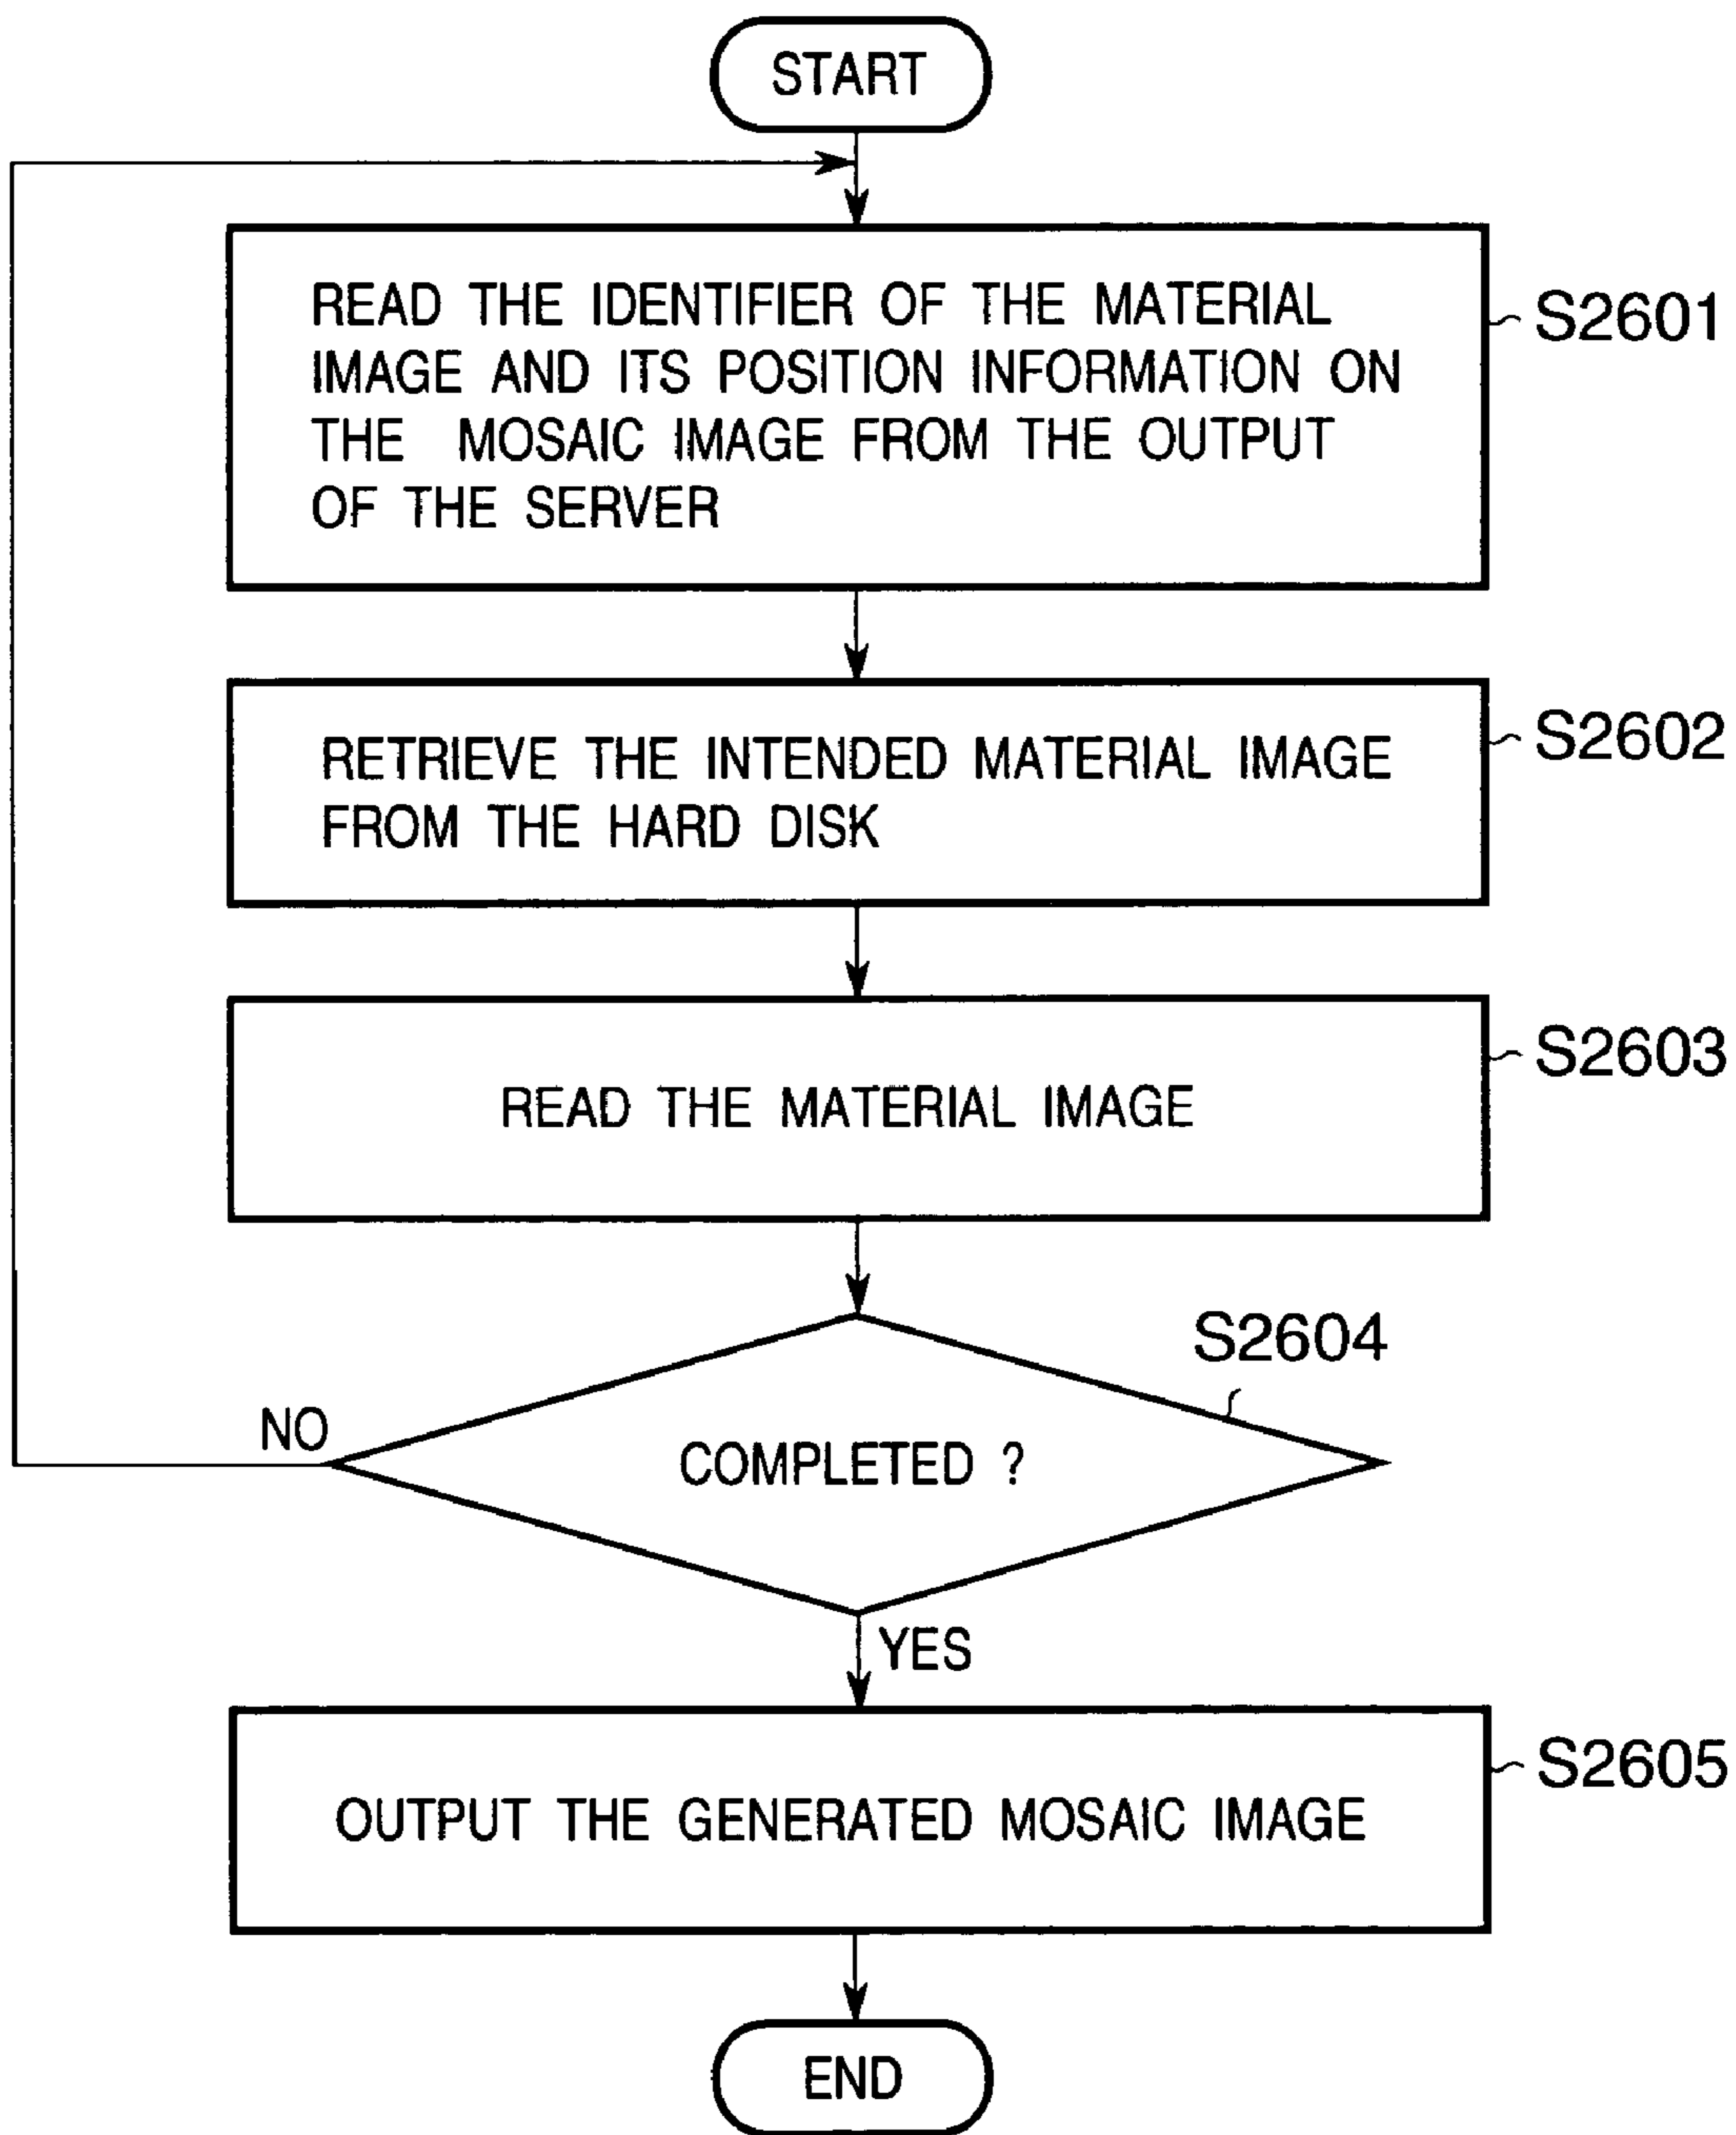 START
READ THE IDENTIFIER OF THE MATERIAL
IMAGE AND ITS POSITION INFORMATION ON
THE MOSAIC IMAGE FROM THE OUTPUT
OF THE SERVER
S2601
RETRIEVE THE INTENDED MATERIAL IMAGE
FROM THE HARD DISK
S2602
READ THE MATERIAL IMAGE
S2603
S2604
NO
COMPLETED ?
YES
OUTPUT THE GENERATED MOSAIC IMAGE
S2605
END